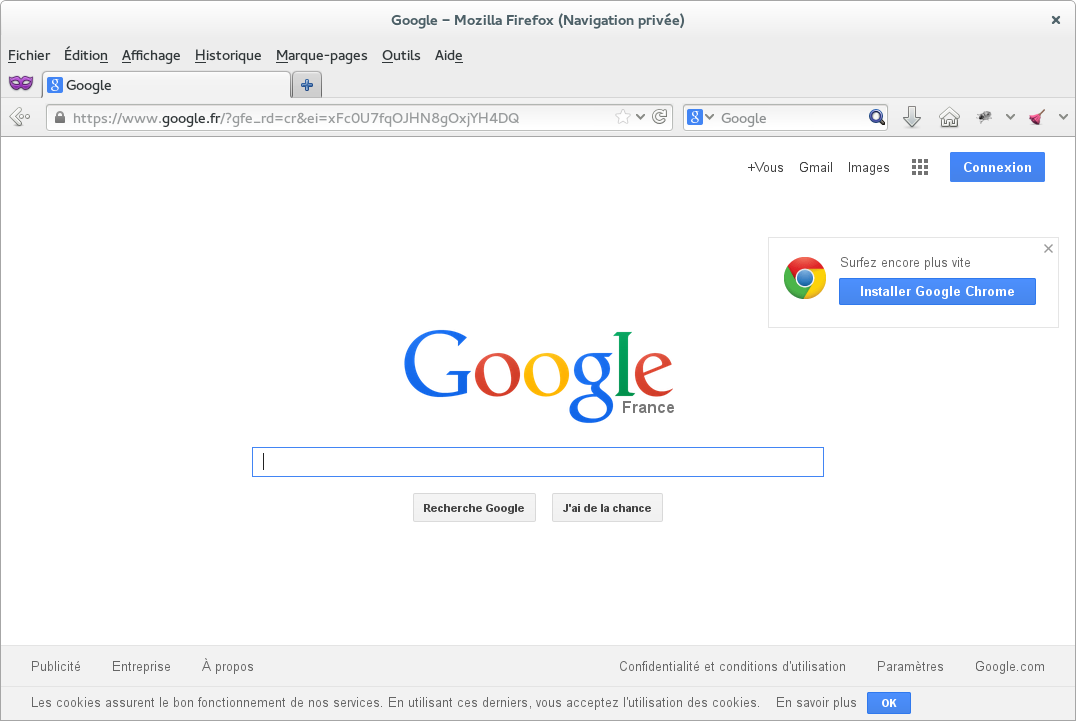 Google – Mozilla Firefox (Navigation privée)
Fichier Édition Affichage Historique Marque-pages Outils Aide
Google
https://www.google.fr/?gfe_rd=cr&ei=xFc0U7fqOJHN8gOxjYH4DQ
Google
+Vous Gmail Images Connexion
Surfez encore plus vite
Installer Google Chrome
Google
France
Recherche Google J'ai de la chance
Publicité Entreprise À propos Confidentialité et conditions d'utilisation Paramètres Google.com
Les cookies assurent le bon fonctionnement de nos services. En utilisant ces derniers, vous acceptez l'utilisation des cookies. En savoir plus OK